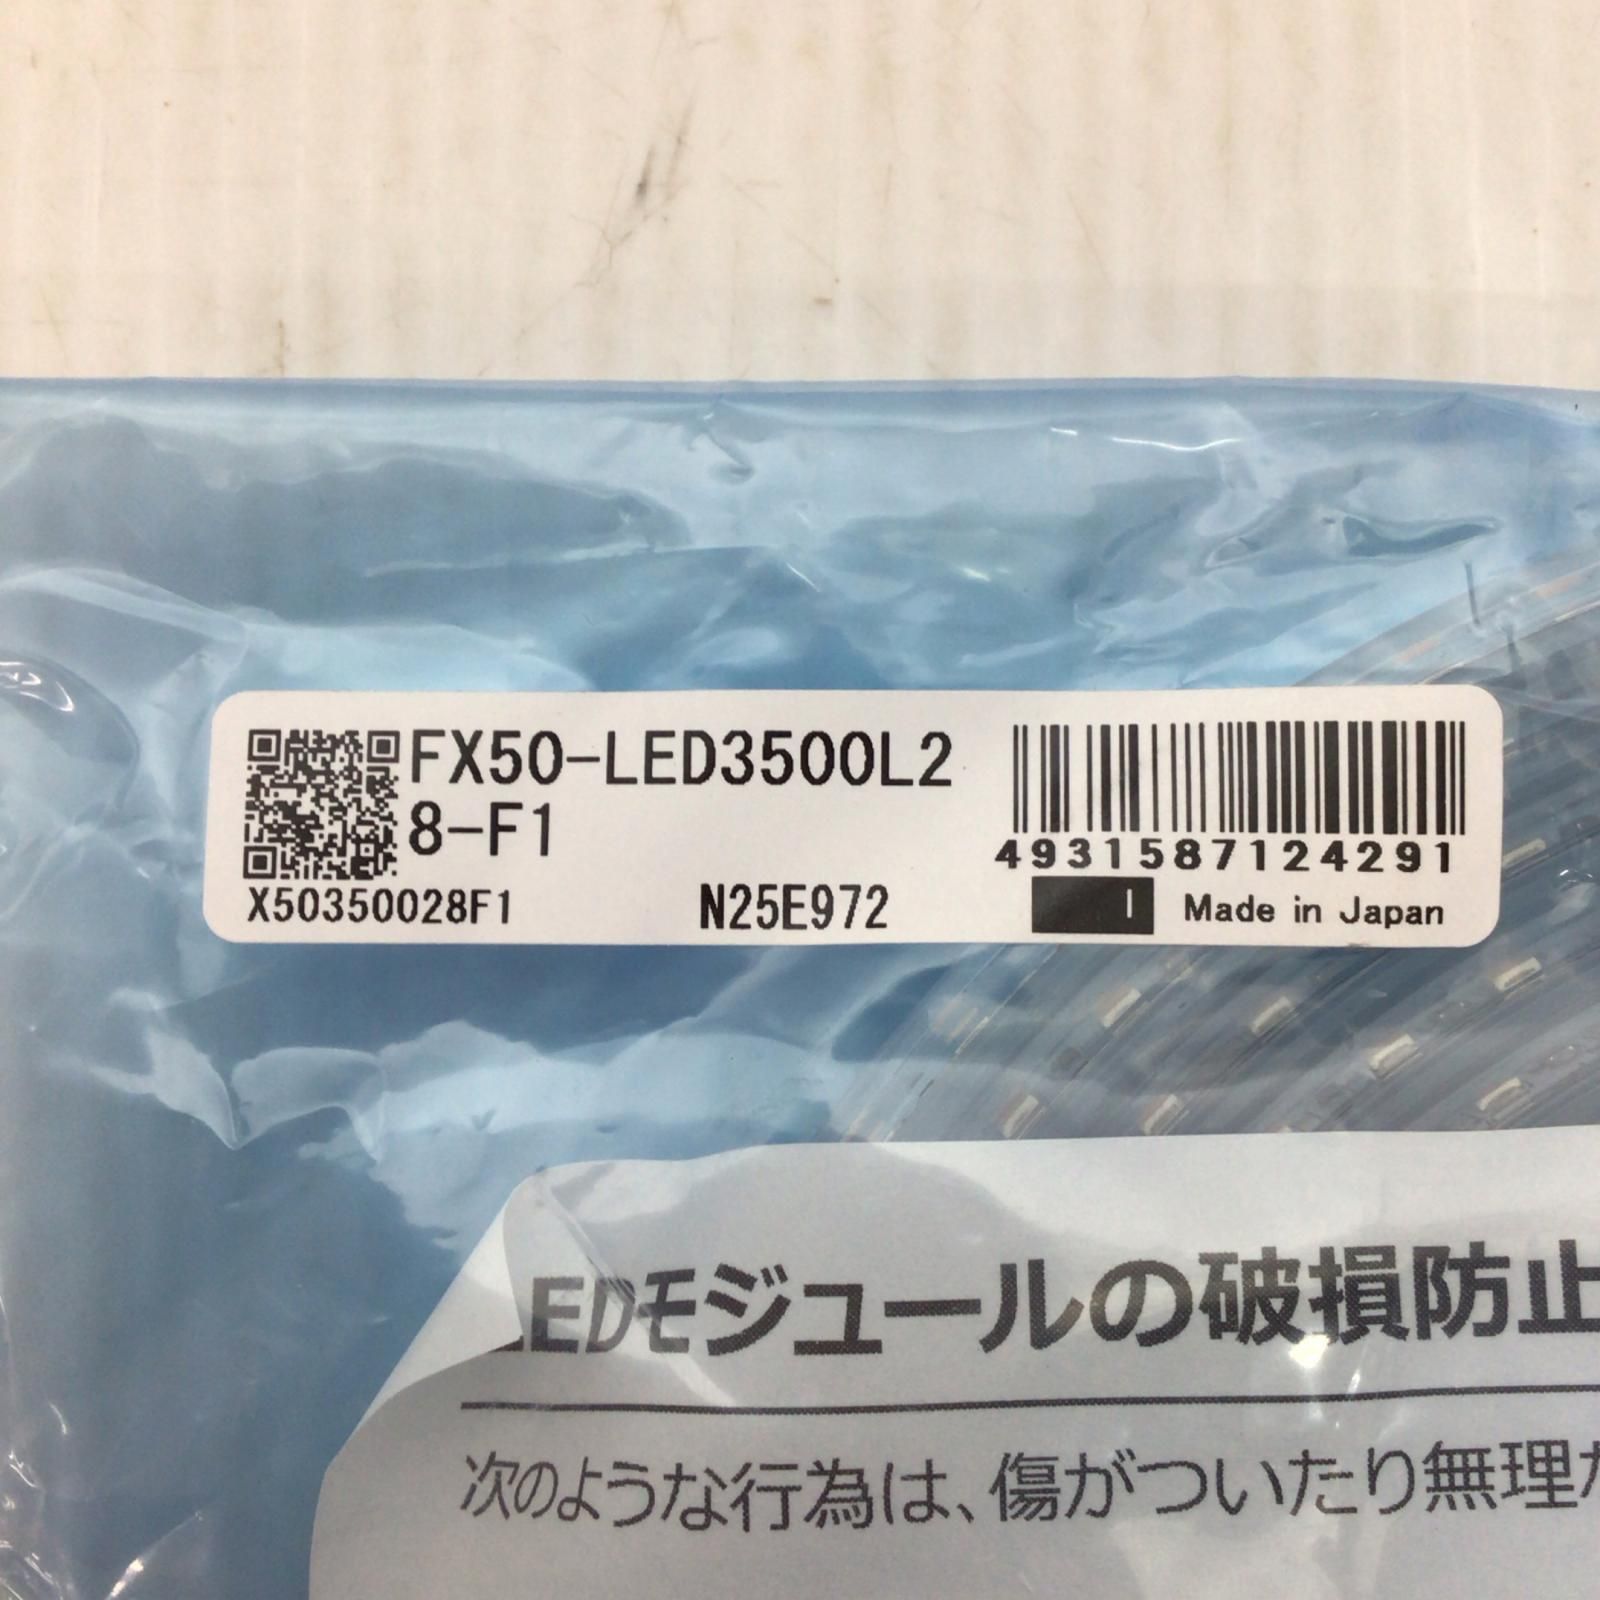 FX50-LED3500L2
8-F1
X50350028F1
N25E972
4931587124291
Made in Japan
LEDモジュールの破損防止
次のような行為は、傷がついたり無理な